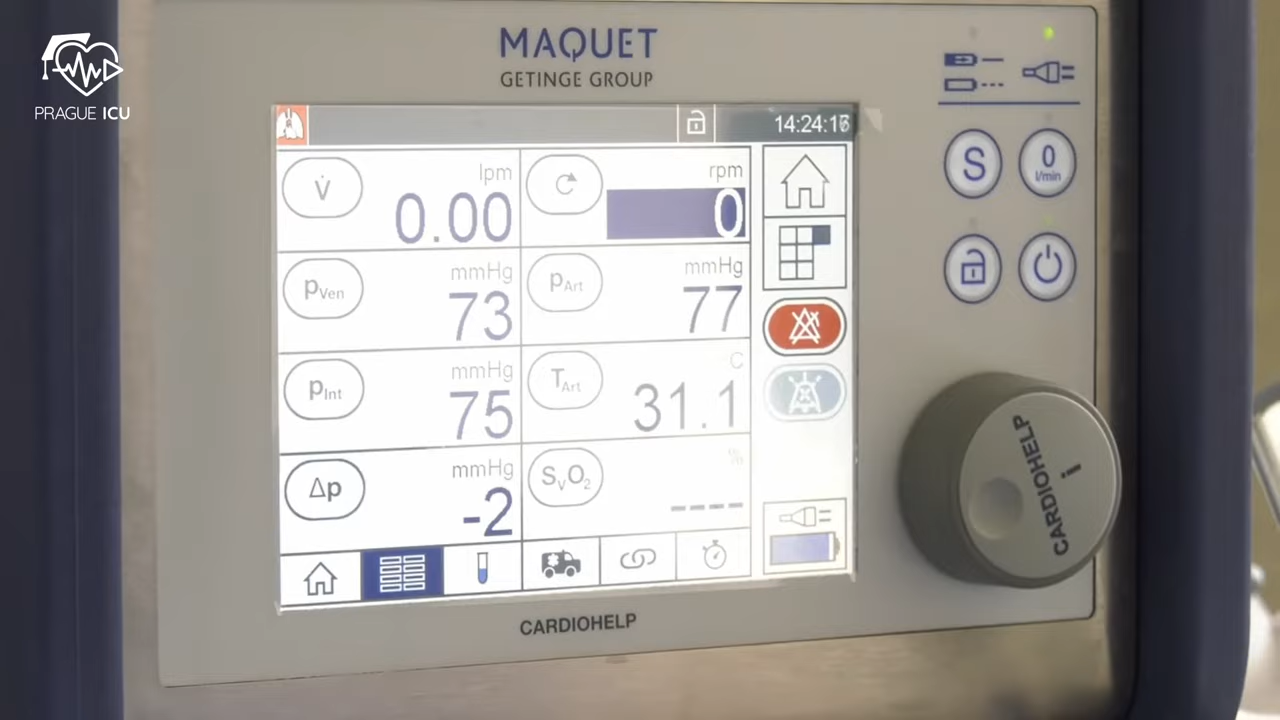 PRAGUE ICU
MAQUET
GETINGE GROUP
14:24:16
V̇ lpm 0.00
rpm 0
pVen mmHg 73
pArt mmHg 77
pInt mmHg 75
TArt C 31.1
Δp mmHg -2
SvO2 % ----
CARDIOHELP
S
0
l/min
CARDIOHELP